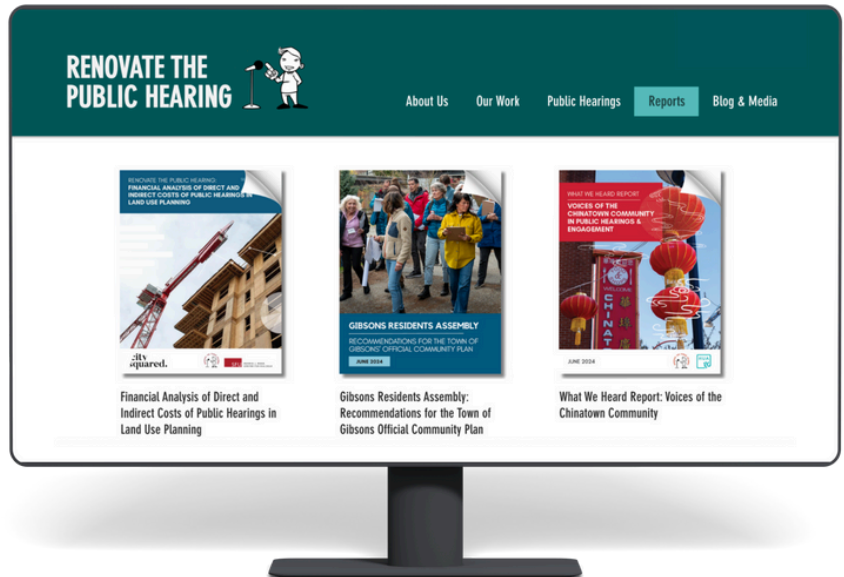 RENOVATE THE
PUBLIC HEARING
About Us
Our Work
Public Hearings
Reports
Blog & Media
RENOVATE THE PUBLIC HEARING:
FINANCIAL ANALYSIS OF DIRECT AND
INDIRECT COSTS OF PUBLIC HEARINGS IN
LAND USE PLANNING
city
squared.
GIBSONS RESIDENTS ASSEMBLY
RECOMMENDATIONS FOR THE TOWN OF
GIBSONS' OFFICIAL COMMUNITY PLAN
JUNE 2024
WHAT WE HEARD REPORT
VOICES OF THE
CHINATOWN COMMUNITY
IN PUBLIC HEARINGS &
ENGAGEMENT
WELCOME
CHINAT
JUNE 2024
Financial Analysis of Direct and
Indirect Costs of Public Hearings in
Land Use Planning
Gibsons Residents Assembly:
Recommendations for the Town of
Gibsons Official Community Plan
What We Heard Report: Voices of the
Chinatown Community